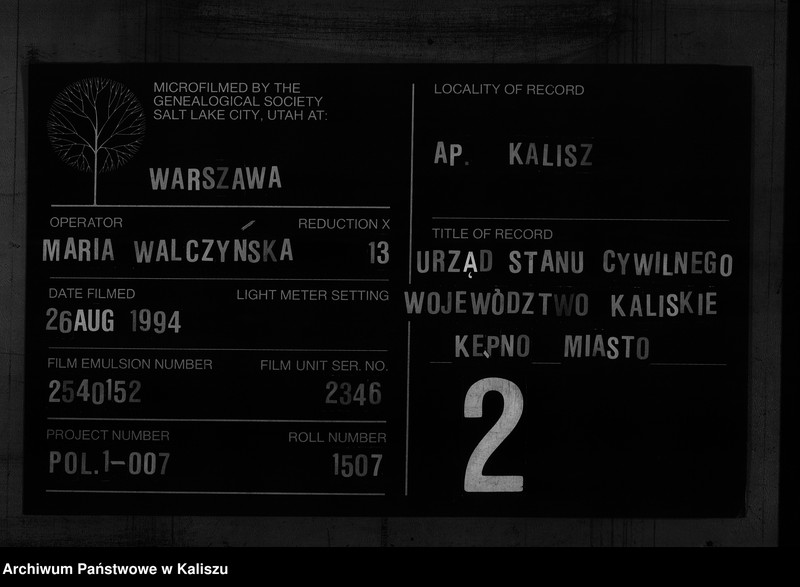 MICROFILMED BY THE
GENEALOGICAL SOCIETY
SALT LAKE CITY, UTAH AT:
WARSZAWA
OPERATOR
REDUCTION X
MARIA WALCZYŃSKA
13
DATE FILMED
LIGHT METER SETTING
26AUG 1994
FILM EMULSION NUMBER
FILM UNIT SER. NO.
2540152
2346
PROJECT NUMBER
ROLL NUMBER
POL.1-007
1507
LOCALITY OF RECORD
AP. KALISZ
TITLE OF RECORD
URZĄD STANU CYWILNEGO
WOJEWÓDZTWO KALISKIE
KĘPNO MIASTO
2
Archiwum Państwowe w Kaliszu